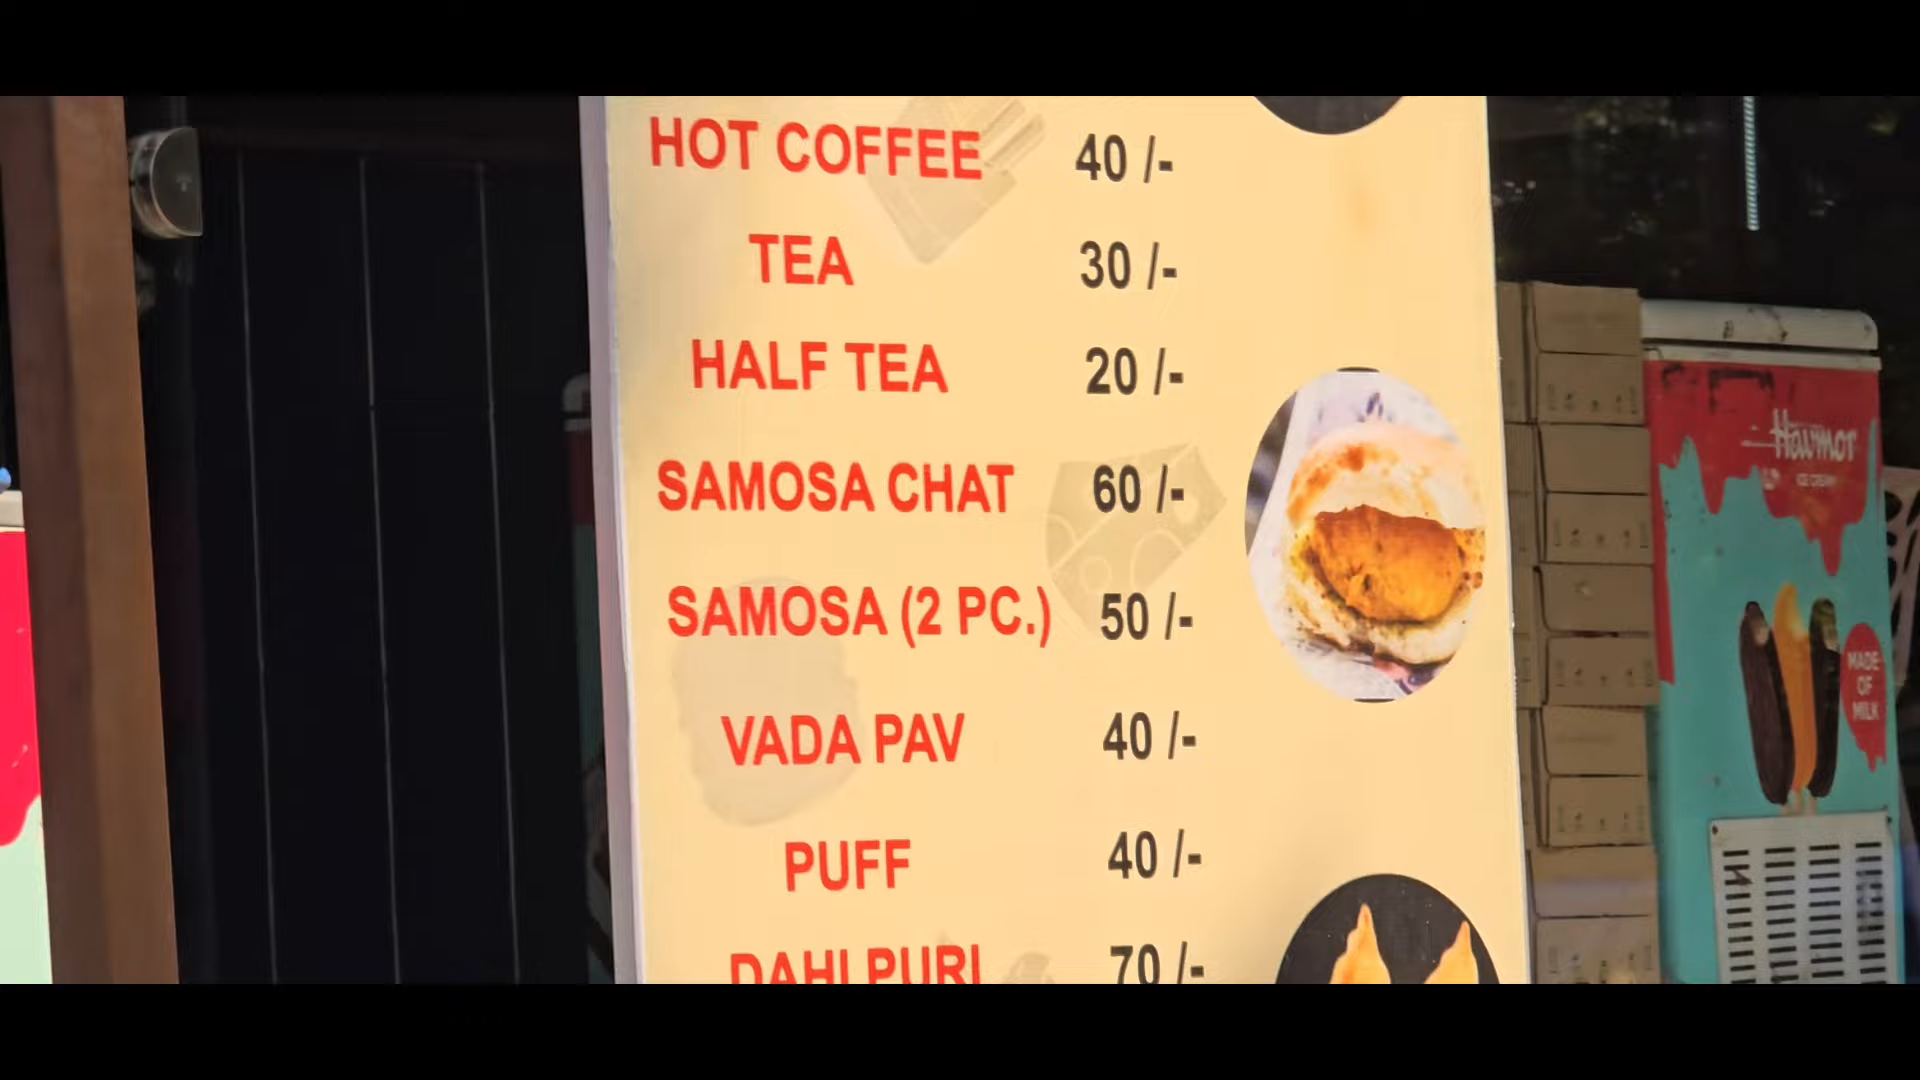 HOT COFFEE 40 /-
TEA 30 /-
HALF TEA 20 /-
SAMOSA CHAT 60 /-
SAMOSA (2 PC.) 50 /-
VADA PAV 40 /-
PUFF 40 /-
DAHI PURI 70 /-
Havmor
ICE CREAM
MADE
OF
MILK